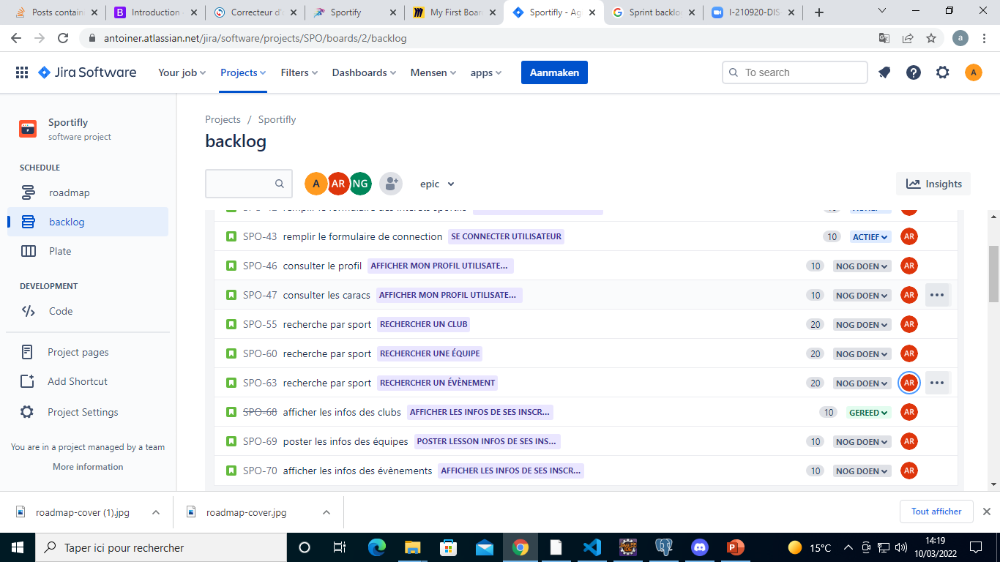 Posts contain
Introduction
Correcteur d'
Sportify
My First Boar
Sportifly - Ag
Sprint backlo
I-210920-DIS
antoiner.atlassian.net/jira/software/projects/SPO/boards/2/backlog
a
Jira Software
Your job
Projects
Filters
Dashboards
Mensen
apps
Aanmaken
To search
A
Sportifly
software project
SCHEDULE
roadmap
backlog
Plate
DEVELOPMENT
Code
Project pages
Add Shortcut
Project Settings
You are in a project managed by a team
More information
Projects / Sportifly
backlog
A AR NG
epic
Insights
SPO-42 remplir le formulaire des interets sportifs
SPO-43 remplir le formulaire de connection SE CONNECTER UTILISATEUR 10 ACTIEF AR
SPO-46 consulter le profil AFFICHER MON PROFIL UTILISATE... 10 NOG DOEN AR
SPO-47 consulter les caracs AFFICHER MON PROFIL UTILISATE... 10 NOG DOEN AR
SPO-55 recherche par sport RECHERCHER UN CLUB 20 NOG DOEN AR
SPO-60 recherche par sport RECHERCHER UNE ÉQUIPE 20 NOG DOEN AR
SPO-63 recherche par sport RECHERCHER UN ÉVÈNEMENT 20 NOG DOEN AR
SPO-68 afficher les infos des clubs AFFICHER LES INFOS DE SES INSCR... 10 GEREED AR
SPO-69 poster les infos des équipes POSTER LESSON INFOS DE SES INS... 10 NOG DOEN AR
SPO-70 afficher les infos des évènements AFFICHER LES INFOS DE SES INSCR... 10 NOG DOEN AR
roadmap-cover (1).jpg
roadmap-cover.jpg
Tout afficher
Taper ici pour rechercher
15°C
14:19
10/03/2022